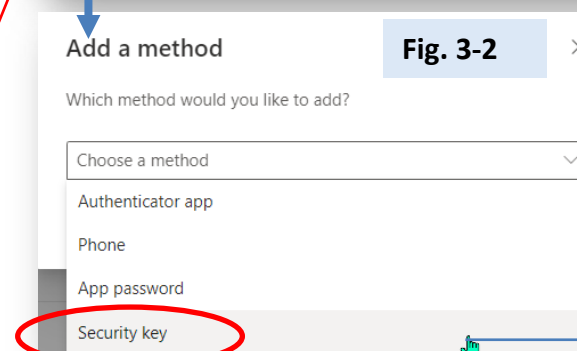 Add a method
Fig. 3-2
Which method would you like to add?
Choose a method
Authenticator app
Phone
App password
Security key